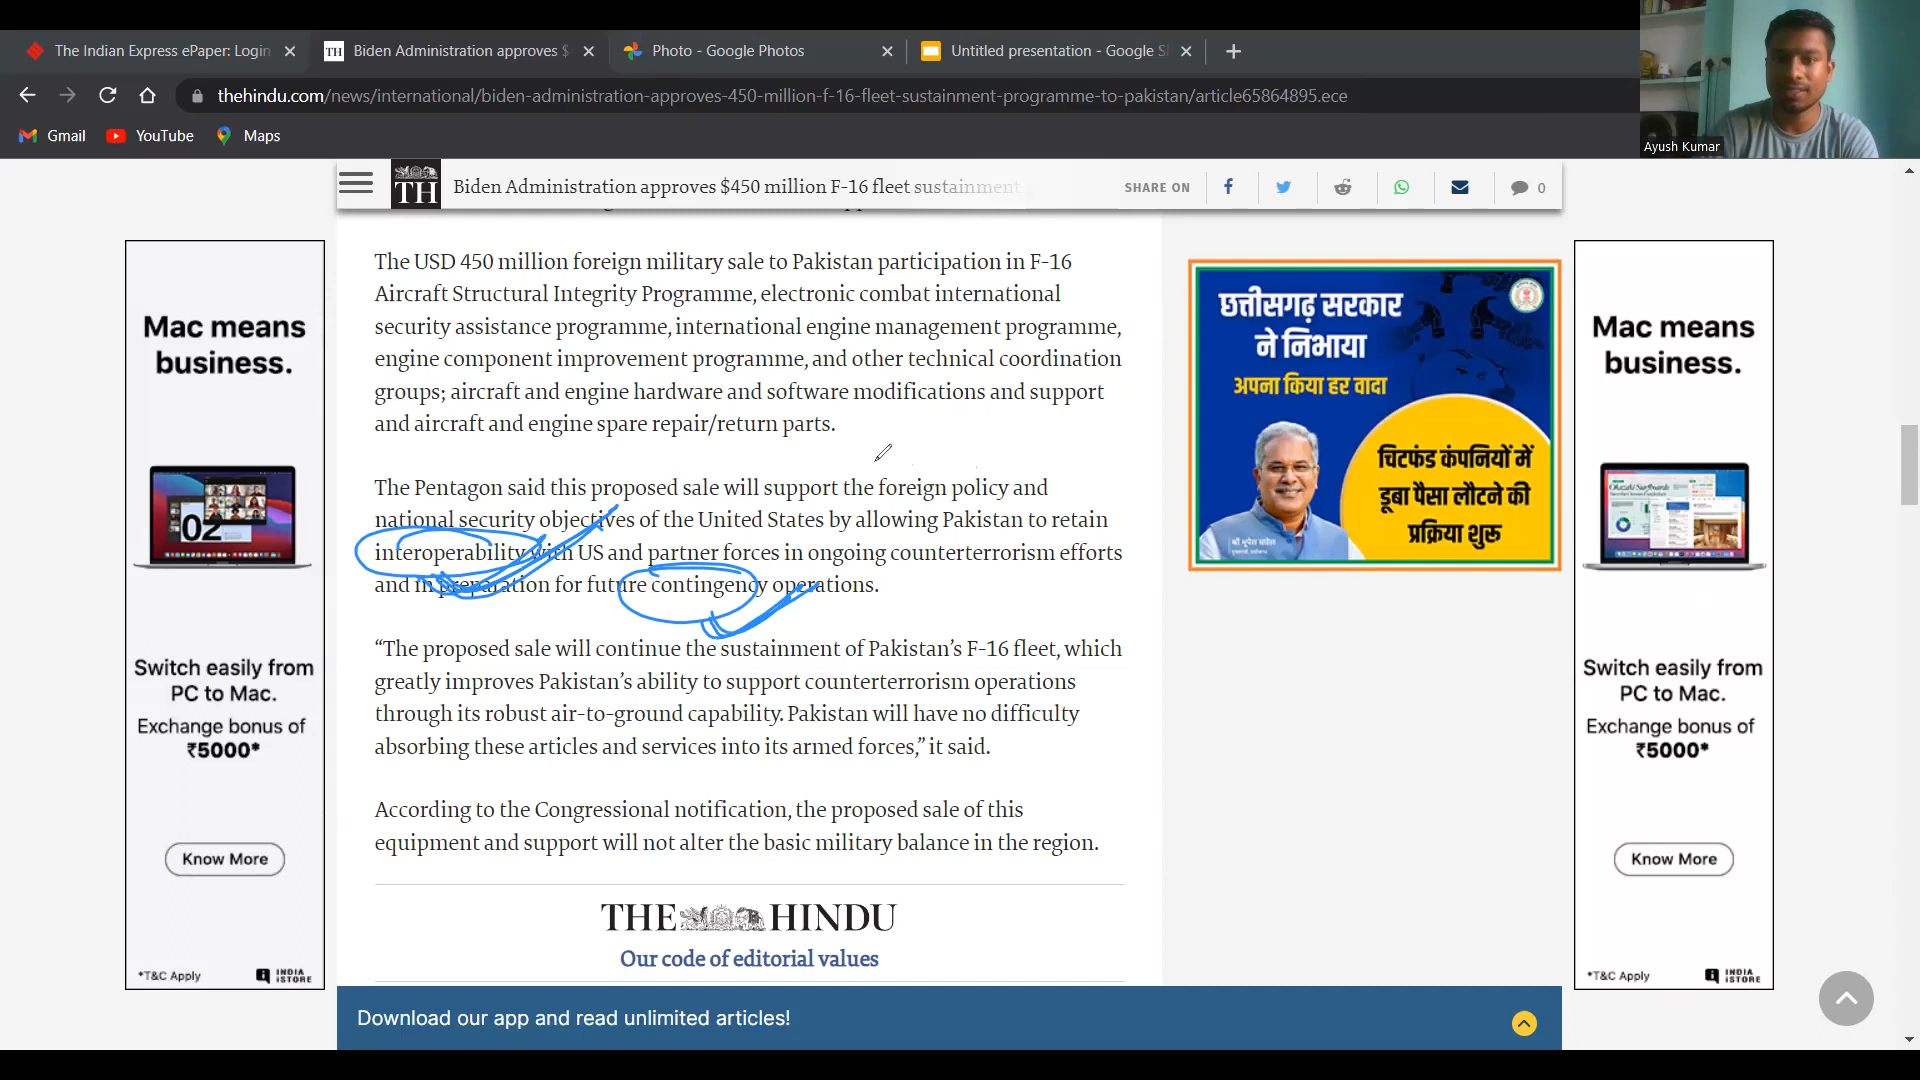 The Indian Express ePaper: Login
Biden Administration approves $
Photo - Google Photos
Untitled presentation - Google Sl
thehindu.com/news/international/biden-administration-approves-450-million-f-16-fleet-sustainment-programme-to-pakistan/article65864895.ece
Gmail
YouTube
Maps
Ayush Kumar
TH
Biden Administration approves $450 million F-16 fleet sustainment
SHARE ON
0
The USD 450 million foreign military sale to Pakistan participation in F-16
Aircraft Structural Integrity Programme, electronic combat international
security assistance programme, international engine management programme,
engine component improvement programme, and other technical coordination
groups; aircraft and engine hardware and software modifications and support
and aircraft and engine spare repair/return parts.
The Pentagon said this proposed sale will support the foreign policy and
national security objectives of the United States by allowing Pakistan to retain
interoperability with US and partner forces in ongoing counterterrorism efforts
and in preparation for future contingency operations.
“The proposed sale will continue the sustainment of Pakistan’s F-16 fleet, which
greatly improves Pakistan’s ability to support counterterrorism operations
through its robust air-to-ground capability. Pakistan will have no difficulty
absorbing these articles and services into its armed forces,” it said.
According to the Congressional notification, the proposed sale of this
equipment and support will not alter the basic military balance in the region.
THE HINDU
Our code of editorial values
Download our app and read unlimited articles!
Mac means
business.
02
Switch easily from
PC to Mac.
Exchange bonus of
₹5000*
Know More
*T&C Apply
INDIA
iSTORE
छत्तीसगढ़ सरकार
ने निभाया
अपना किया हर वादा
चिटफंड कंपनियों में
डूबा पैसा लौटने की
प्रक्रिया शुरू
श्री भूपेश बघेल
Mac means
business.
Switch easily from
PC to Mac.
Exchange bonus of
₹5000*
Know More
*T&C Apply
INDIA
iSTORE